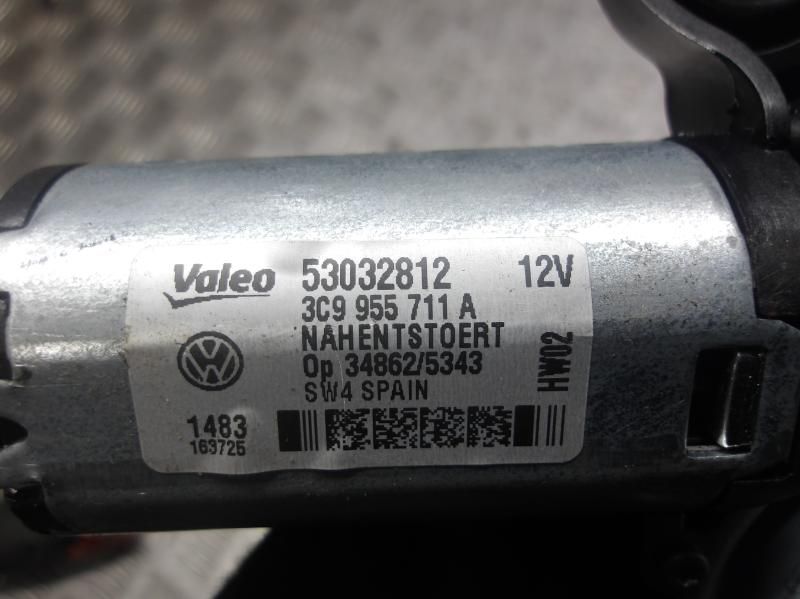 Valeo 53032812 12V
3C9 955 711 A
NAHENTSTOERT
Op 34862/5343
SW4 SPAIN
HW02
1483
163725